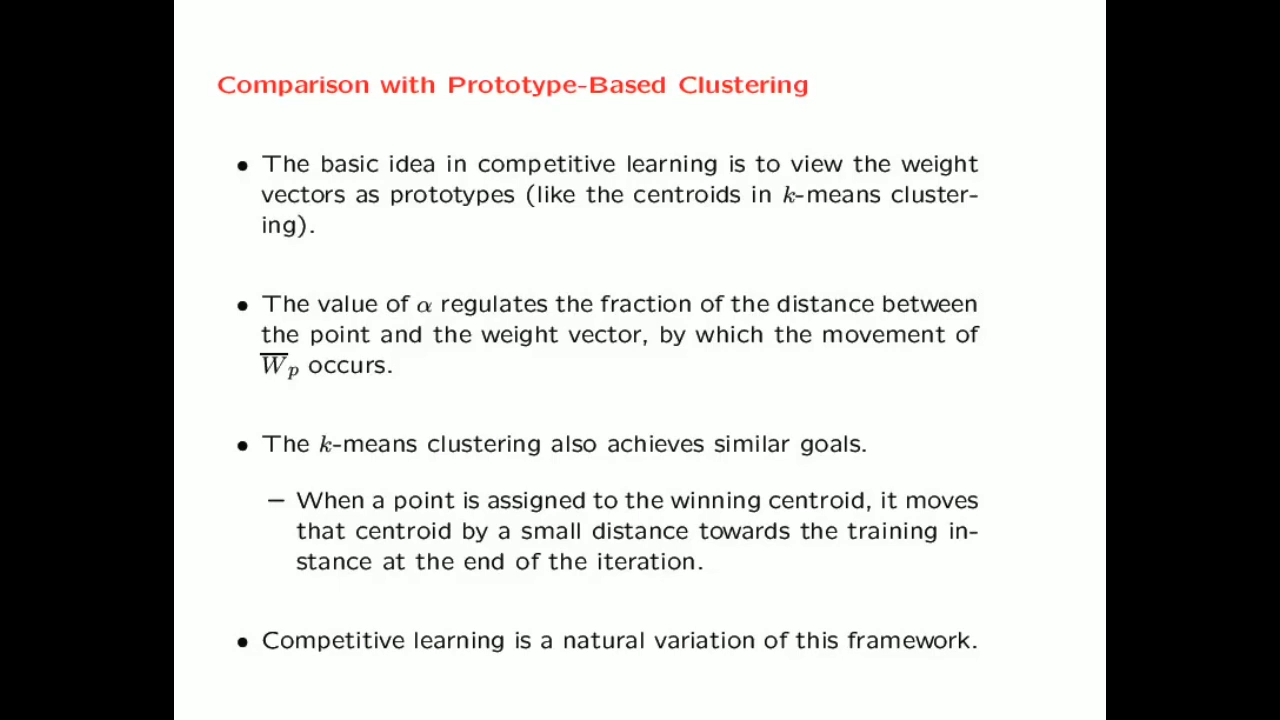 Comparison with Prototype-Based Clustering
• The basic idea in competitive learning is to view the weight
vectors as prototypes (like the centroids in k-means cluster-
ing).
• The value of α regulates the fraction of the distance between
the point and the weight vector, by which the movement of
W̅ₚ occurs.
• The k-means clustering also achieves similar goals.
– When a point is assigned to the winning centroid, it moves
that centroid by a small distance towards the training in-
stance at the end of the iteration.
• Competitive learning is a natural variation of this framework.